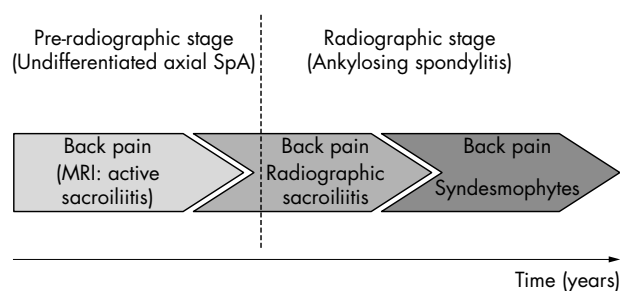 Pre-radiographic stage
(Undifferentiated axial SpA)
Radiographic stage
(Ankylosing spondylitis)
Back pain
(MRI: active
sacroiliitis)
Back pain
Radiographic
sacroiliitis
Back pain
Syndesmophytes
Time (years)